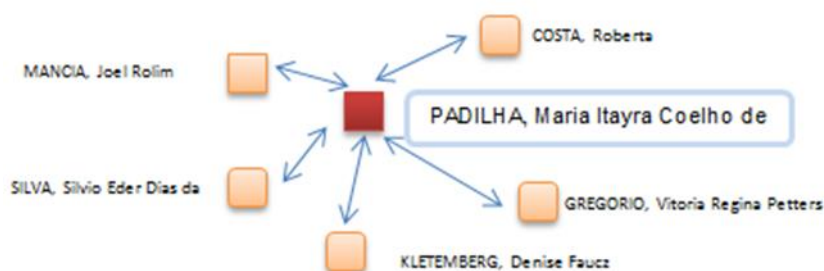 COSTA, Roberta
MANCIA, Joel Rolim
PADILHA, Maria Itayra Coelho de
SILVA, Silvio Eder Dias da
GREGORIO, Vitoria Regina Petters
KLETEMBERG, Denise Faucz